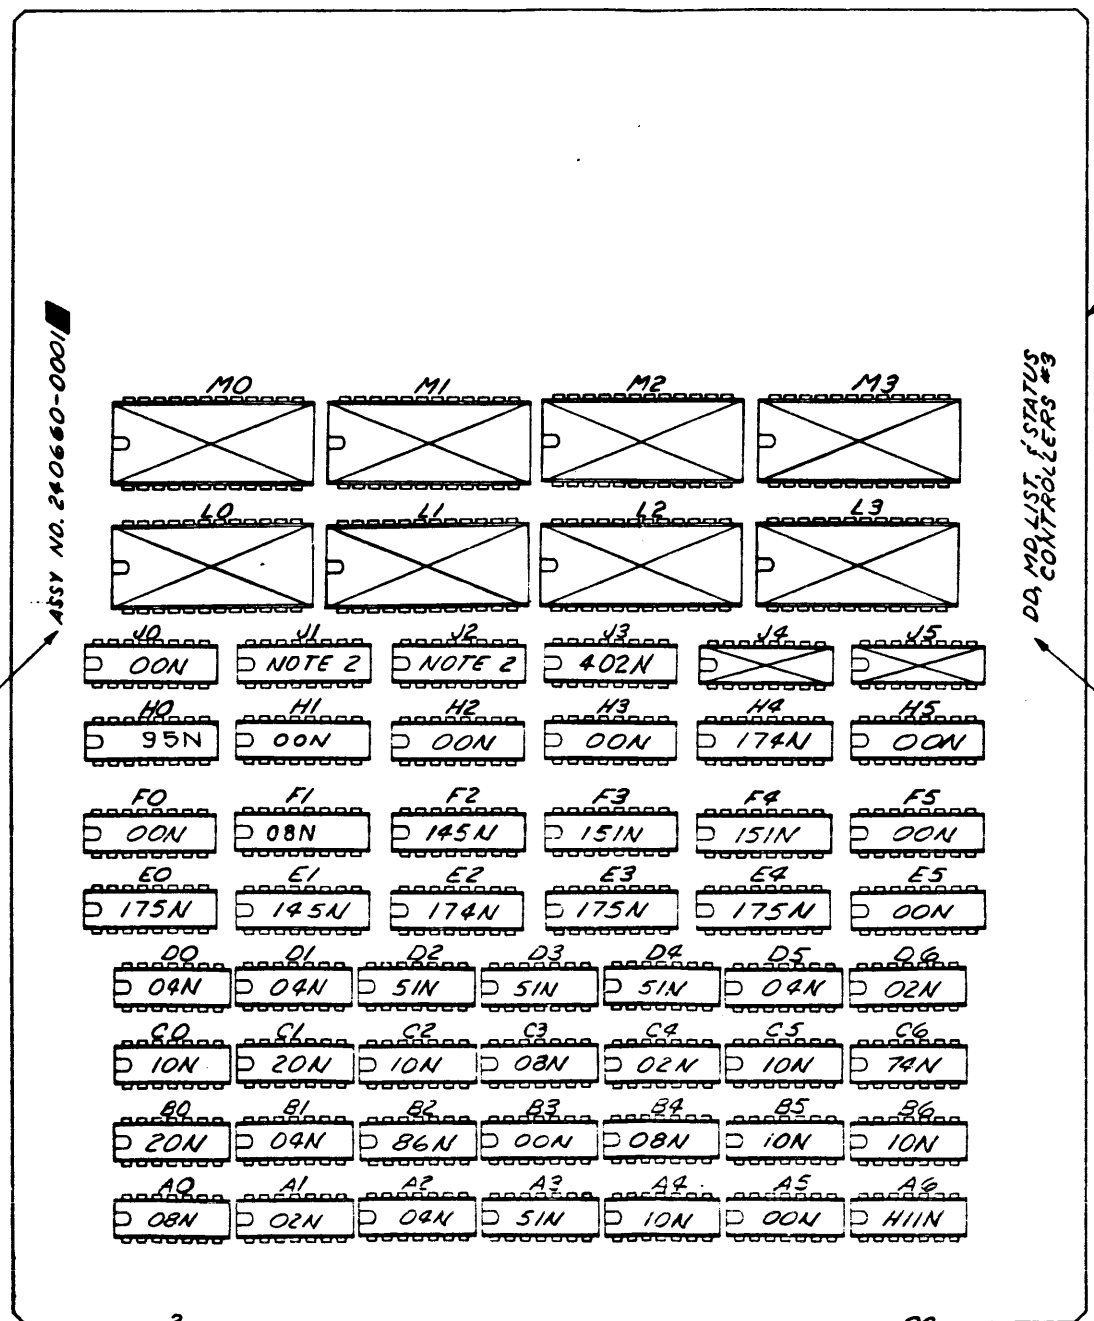 ASSY NO. 240660-0001
DD, MD, LIST, & STATUS
CONTROLLERS #3
M0 M1 M2 M3
L0 L1 L2 L3
J0 J1 J2 J3 J4 J5
00N NOTE 2 NOTE 2 402N
H0 H1 H2 H3 H4 H5
95N 00N 00N 00N 174N 00N
F0 F1 F2 F3 F4 F5
00N 08N 145N 151N 151N 00N
E0 E1 E2 E3 E4 E5
175N 145N 174N 175N 175N 00N
D0 D1 D2 D3 D4 D5 D6
04N 04N 51N 51N 51N 04N 02N
C0 C1 C2 C3 C4 C5 C6
10N 20N 10N 08N 02N 10N 74N
B0 B1 B2 B3 B4 B5 B6
20N 04N 86N 00N 08N 10N 10N
A0 A1 A2 A3 A4 A5 A6
08N 02N 04N 51N 10N 00N H11N